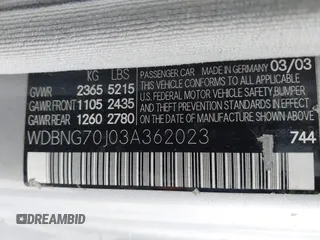 KG LBS
GVWR 2365 5215
GAWR FRONT 1105 2435
GAWR REAR 1260 2780
PASSENGER CAR MADE IN GERMANY 03/03
THIS VEHICLE CONFORMS TO ALL APPLICABLE
U.S. FEDERAL MOTOR VEHICLE SAFETY, BUMPER,
AND THEFT PREVENTION STANDARDS
IN EFFECT ON THE DATE OF
MANUFACTURE SHOWN ABOVE.
WDBNG70J03A362023
1 744
DREAMBID